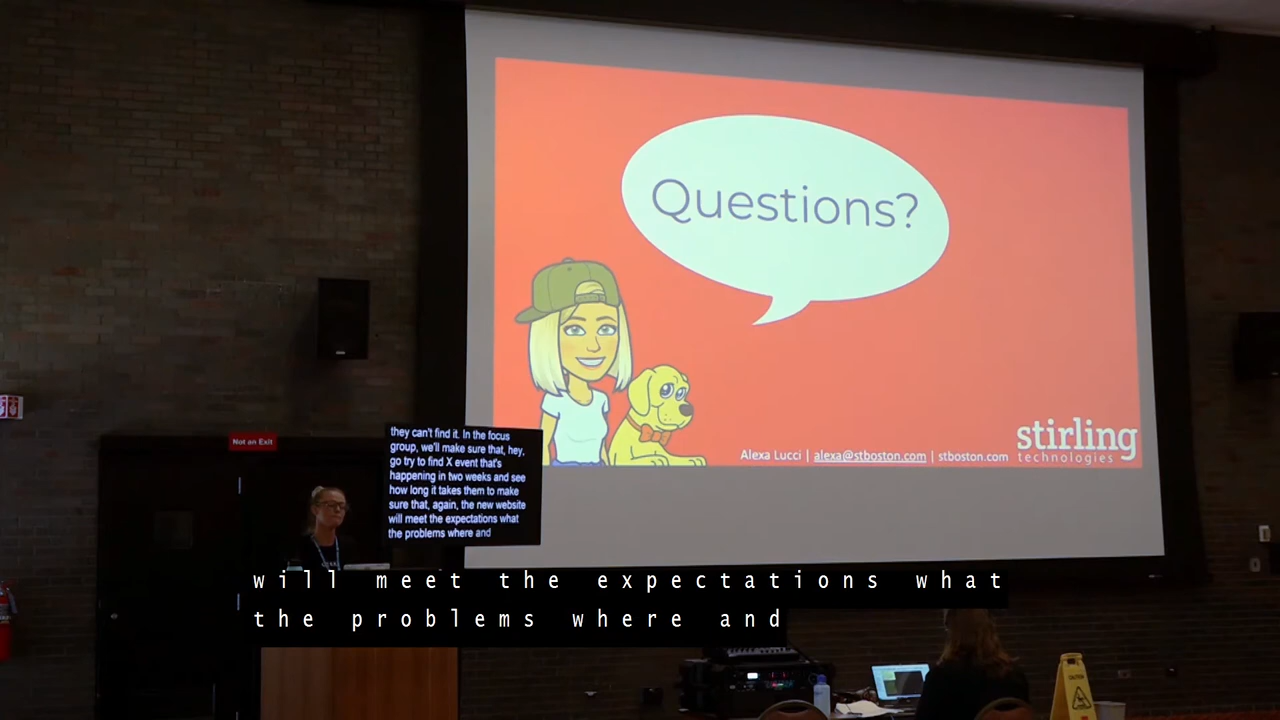 Questions?
Alexa Lucci | alexa@stboston.com | stboston.com
stirling
technologies
Not an Exit
they can't find it. In the focus
group, we'll make sure that, hey,
go try to find X event that's
happening in two weeks and see
how long it takes them to make
sure that, again, the new website
will meet the expectations what
the problems where and
will meet the expectations what
the problems where and
CAUTION